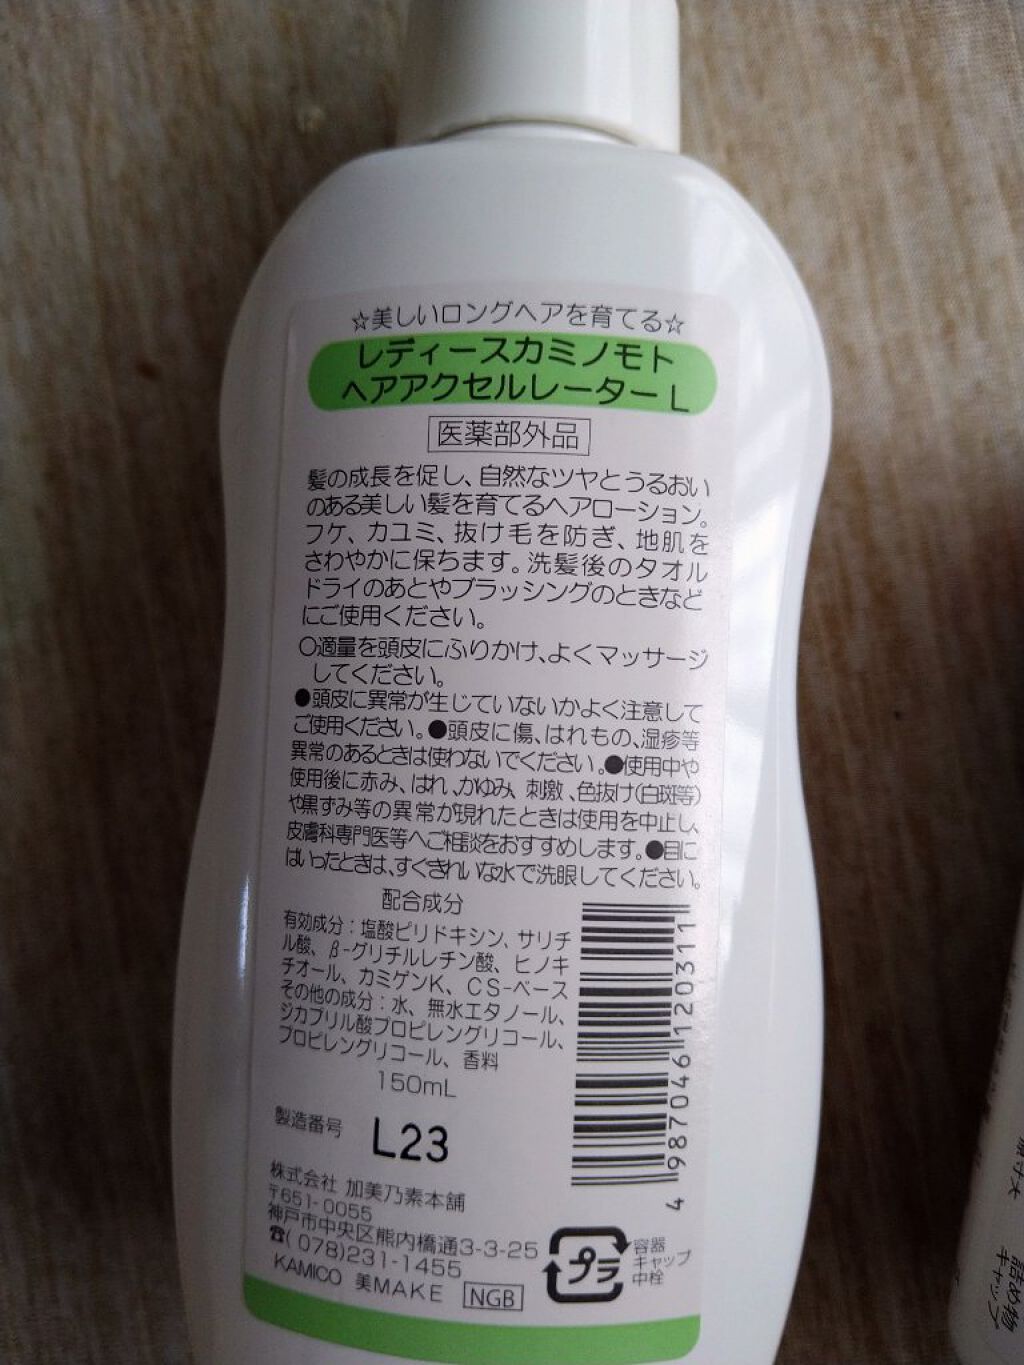 ☆美しいロングヘアを育てる☆
レディースカミノモト
ヘアアクセルレーターL
医薬部外品
髪の成長を促し、自然なツヤとうるおい
のある美しい髪を育てるヘアローション。
フケ、カユミ、抜け毛を防ぎ、地肌を
さわやかに保ちます。洗髪後のタオル
ドライのあとやブラッシングのときなど
にご使用ください。
○適量を頭皮にふりかけ、よくマッサージ
してください。
●頭皮に異常が生じていないかよく注意して
ご使用ください。●頭皮に傷、はれもの、湿疹等
異常のあるときは使わないでください。●使用中や
使用後に赤み、はれ、かゆみ、刺激、色抜け(白斑等)
や黒ずみ等の異常が現れたときは使用を中止し、
皮膚科専門医等へご相談をおすすめします。●目に
はいったときは、すぐきれいな水で洗眼してください。
配合成分
有効成分：塩酸ピリドキシン、サリチ
ル酸、β-グリチルレチン酸、ヒノキ
チオール、カミゲンK、CS-ベース
その他の成分：水、無水エタノール、
ジカプリル酸プロピレングリコール、
プロピレングリコール、香料
150mL
4987046120311
製造番号 L23
株式会社 加美乃素本舗
〒651-0055
神戸市中央区熊内橋通3-3-25
☎(078)231-1455
KAMICO 美MAKE NGB
プラ
容器
キャップ
中栓
詰め物
キャップ